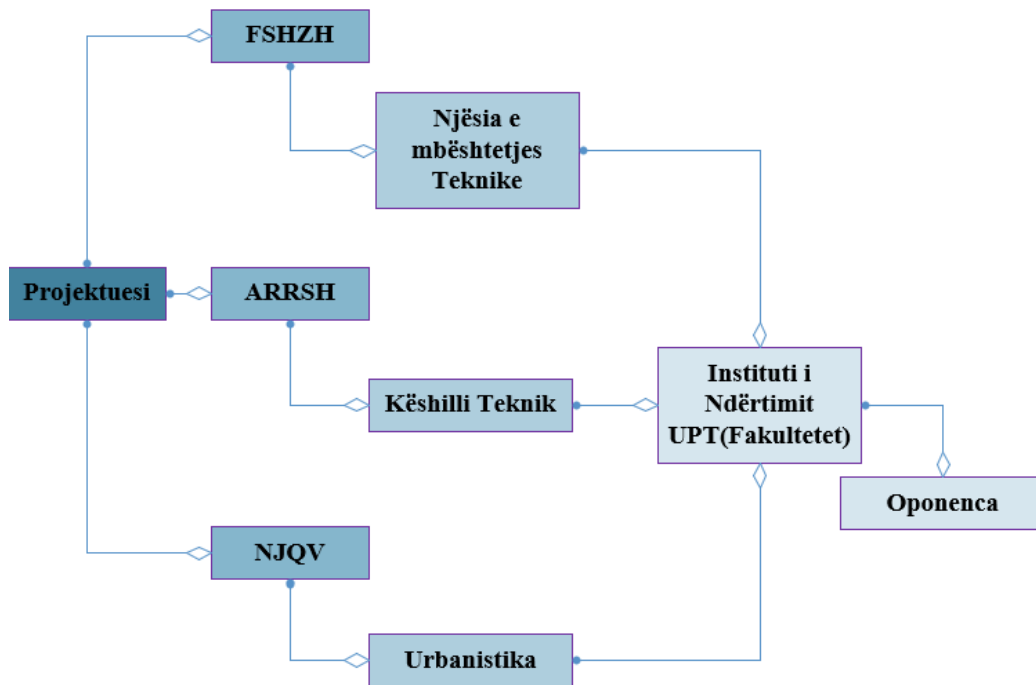 FSHZH
Njësia e
mbështetjes
Teknike
Projektuesi
ARRSH
Këshilli Teknik
Instituti i
Ndërtimit
UPT(Fakultetet)
Oponenca
NJQV
Urbanistika